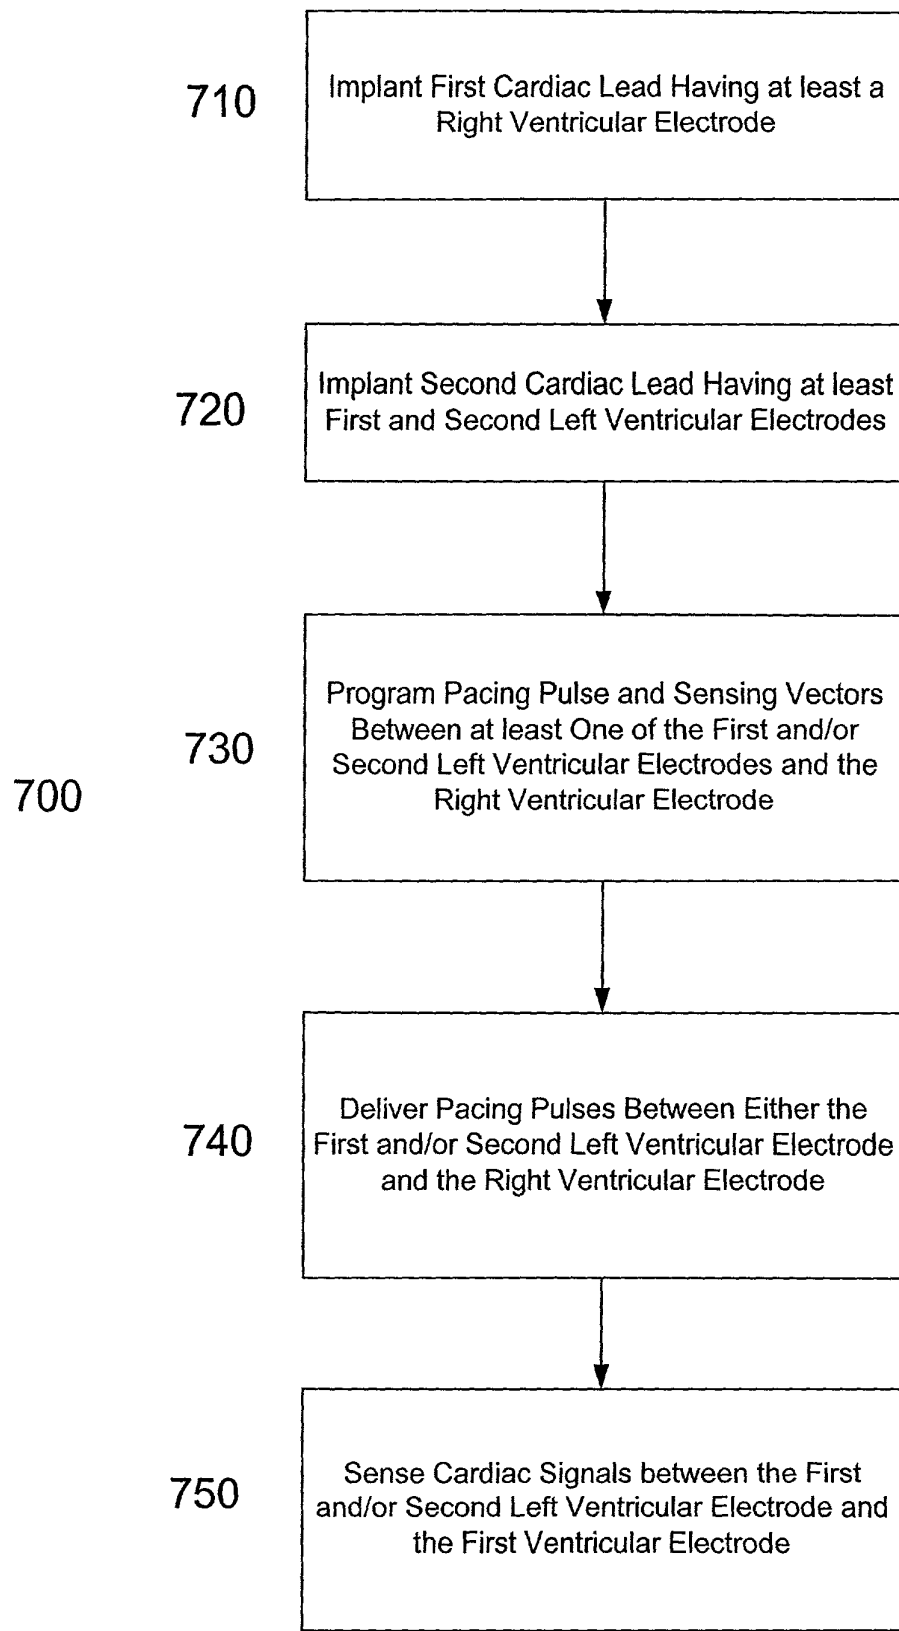 710
Implant First Cardiac Lead Having at least a
Right Ventricular Electrode
720
Implant Second Cardiac Lead Having at least
First and Second Left Ventricular Electrodes
700
730
Program Pacing Pulse and Sensing Vectors
Between at least One of the First and/or
Second Left Ventricular Electrodes and the
Right Ventricular Electrode
740
Deliver Pacing Pulses Between Either the
First and/or Second Left Ventricular Electrode
and the Right Ventricular Electrode
750
Sense Cardiac Signals between the First
and/or Second Left Ventricular Electrode and
the First Ventricular Electrode